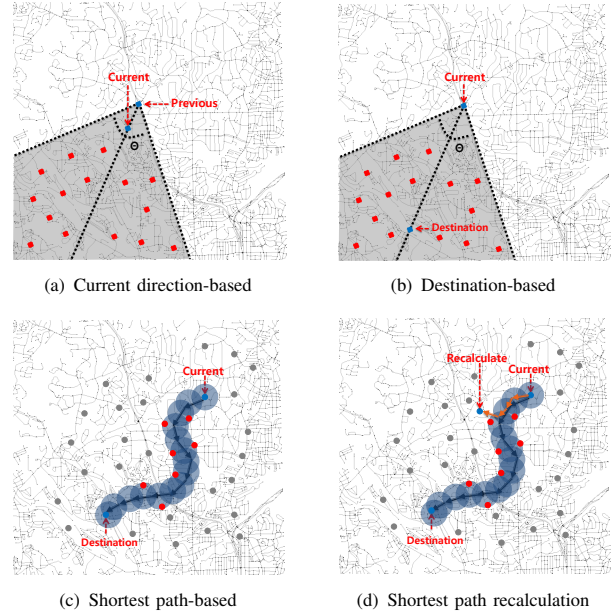 Current
Previous
Θ
(a) Current direction-based
Current
Θ
Destination
(b) Destination-based
Current
Destination
(c) Shortest path-based
Recalculate
Current
Destination
(d) Shortest path recalculation